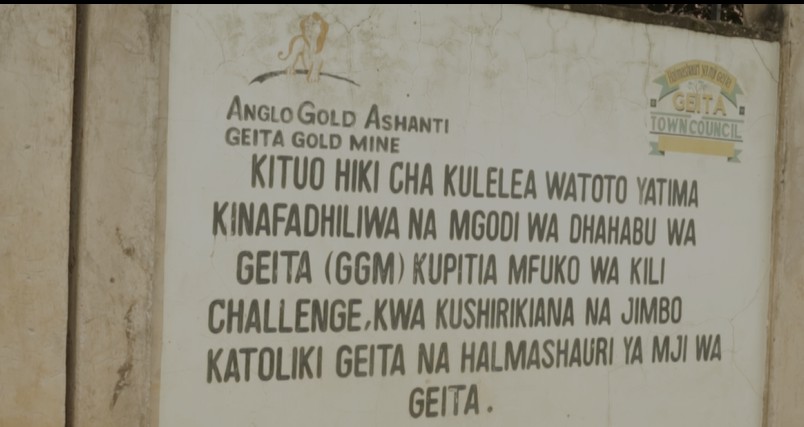 ANGLO GOLD ASHANTI
GEITA GOLD MINE
GEITA
TOWN COUNCIL
KITUO HIKI CHA KULELEA WATOTO YATIMA
KINAFADHILIWA NA MGODI WA DHAHABU WA
GEITA (GGM) KUPITIA MFUKO WA KILI
CHALLENGE, KWA KUSHIRIKIANA NA JIMBO
KATOLIKI GEITA NA HALMASHAURI YA MJI WA
GEITA.